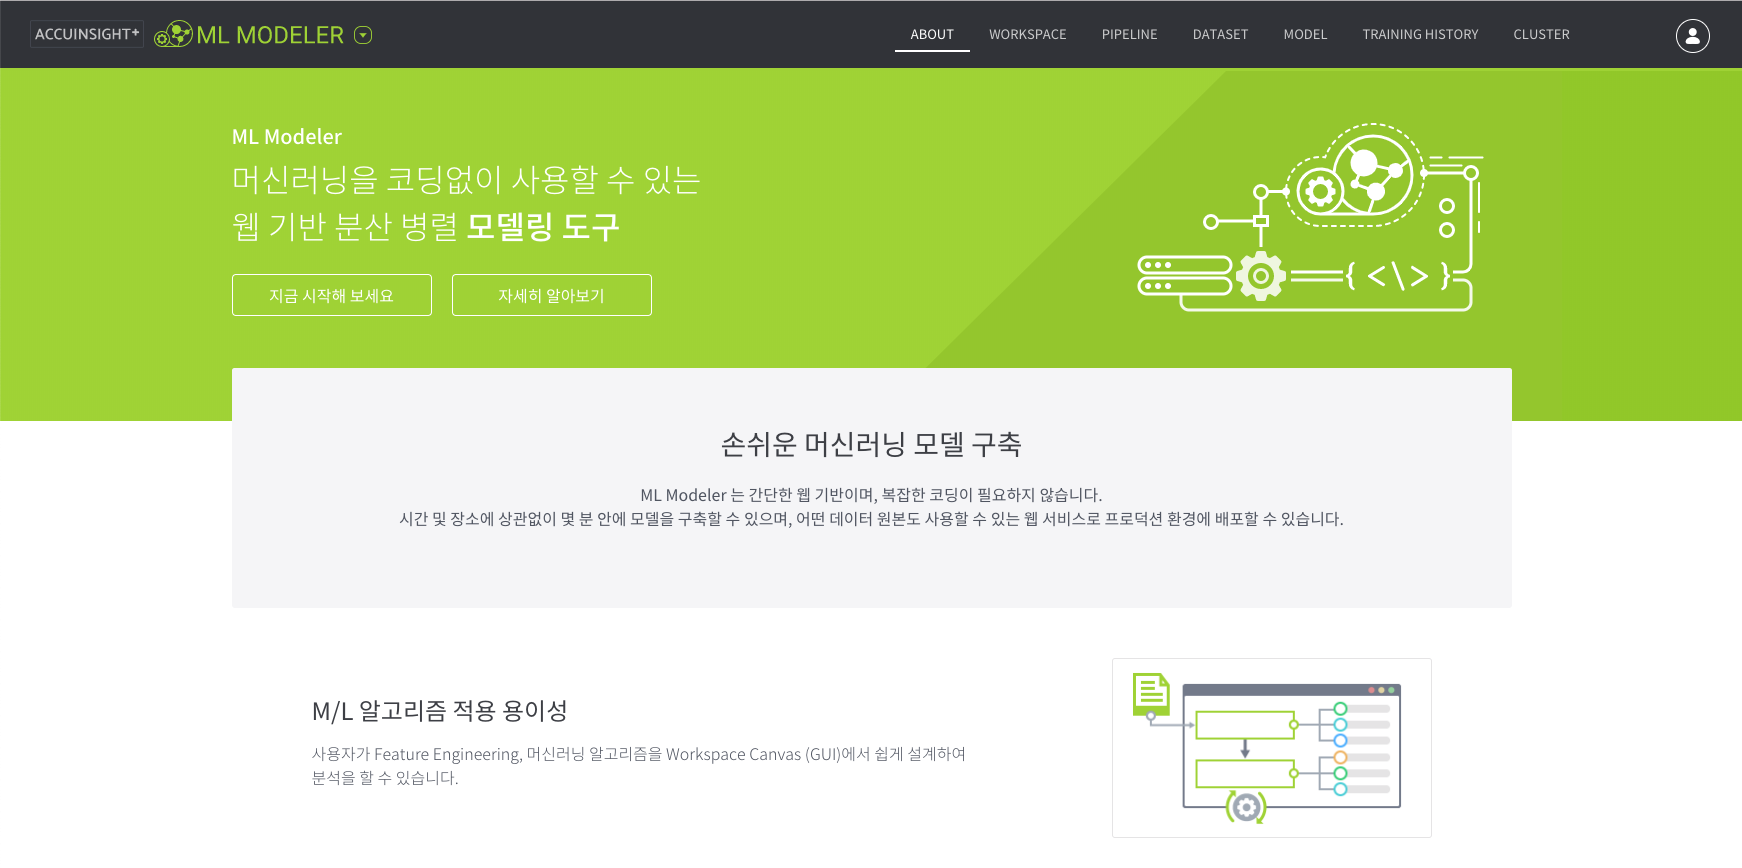 ACCUINSIGHT+ ML MODELER
ABOUT WORKSPACE PIPELINE DATASET MODEL TRAINING HISTORY CLUSTER
ML Modeler
머신러닝을 코딩없이 사용할 수 있는
웹 기반 분산 병렬 모델링 도구
지금 시작해 보세요 자세히 알아보기
{ <\> }
손쉬운 머신러닝 모델 구축
ML Modeler 는 간단한 웹 기반이며, 복잡한 코딩이 필요하지 않습니다.
시간 및 장소에 상관없이 몇 분 안에 모델을 구축할 수 있으며, 어떤 데이터 원본도 사용할 수 있는 웹 서비스로 프로덕션 환경에 배포할 수 있습니다.
M/L 알고리즘 적용 용이성
사용자가 Feature Engineering, 머신러닝 알고리즘을 Workspace Canvas (GUI)에서 쉽게 설계하여
분석을 할 수 있습니다.